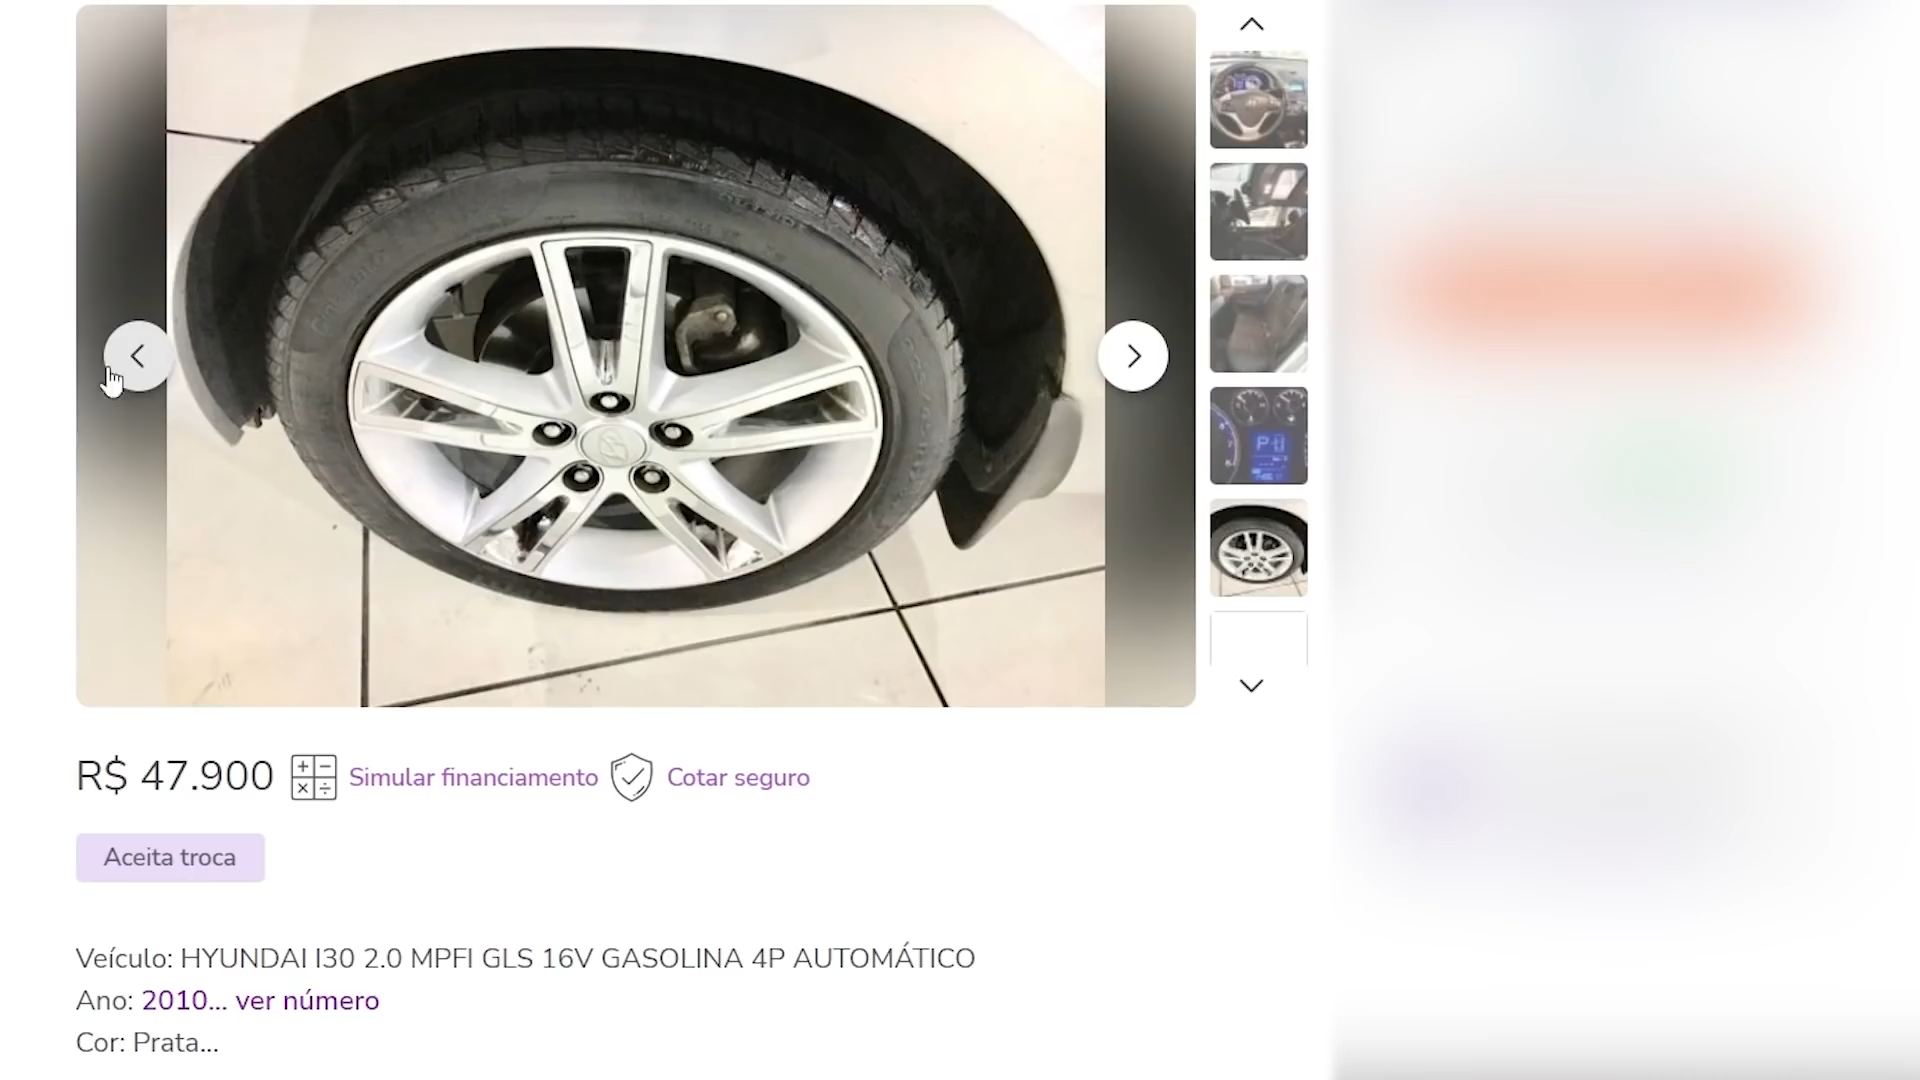 R$ 47.900 Simular financiamento Cotar seguro
Aceita troca
Veículo: HYUNDAI I30 2.0 MPFI GLS 16V GASOLINA 4P AUTOMÁTICO
Ano: 2010... ver número
Cor: Prata...